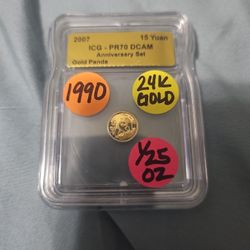 2007 15 Yuan
ICG - PR70 DCAM
Anniversary Set
Gold Panda
1990
24K
GOLD
1/25
OZ